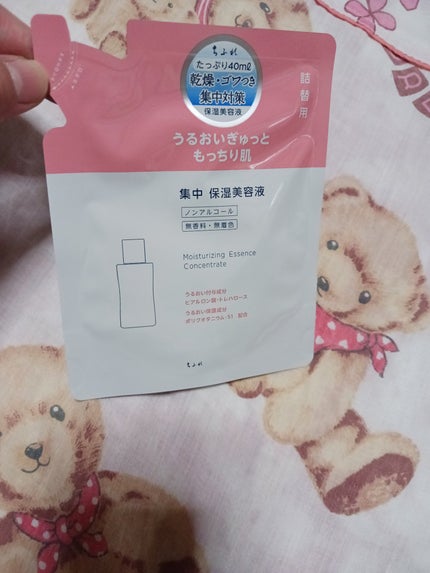 ちふれ
たっぷり40ml
乾燥・ゴワつき
集中対策
保湿美容液
詰替用
うるおいぎゅっと
もっちり肌
集中 保湿美容液
ノンアルコール
無香料・無着色
Moisturizing Essence
Concentrate
うるおい付与成分
ヒアルロン酸・トレハロース
うるおい保護成分
ポリクオタニウム-51 配合
ちふれ